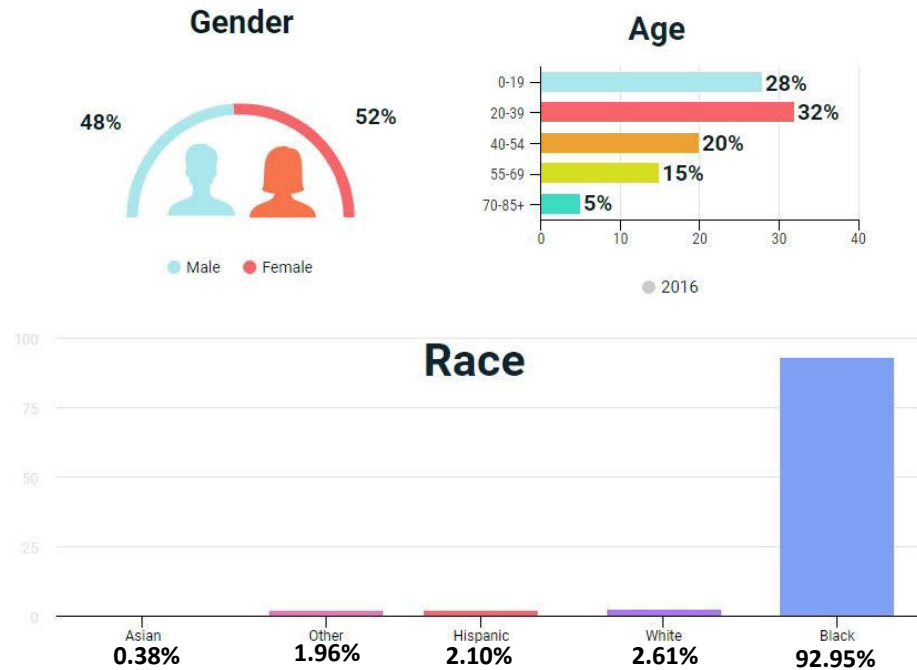 Gender
48%
52%
Male
Female
Age
0-19
28%
20-39
32%
40-54
20%
55-69
15%
70-85+
5%
0 10 20 30 40
2016
Race
100
75
50
25
0
Asian Other Hispanic White Black
0.38% 1.96% 2.10% 2.61% 92.95%